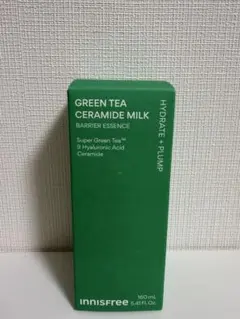 GREEN TEA
CERAMIDE MILK
BARRIER ESSENCE
Super Green Tea™
5 Hyaluronic Acid
Ceramide
HYDRATE + PLUMP
innisfree
160 mL
5.41 Fl. Oz.